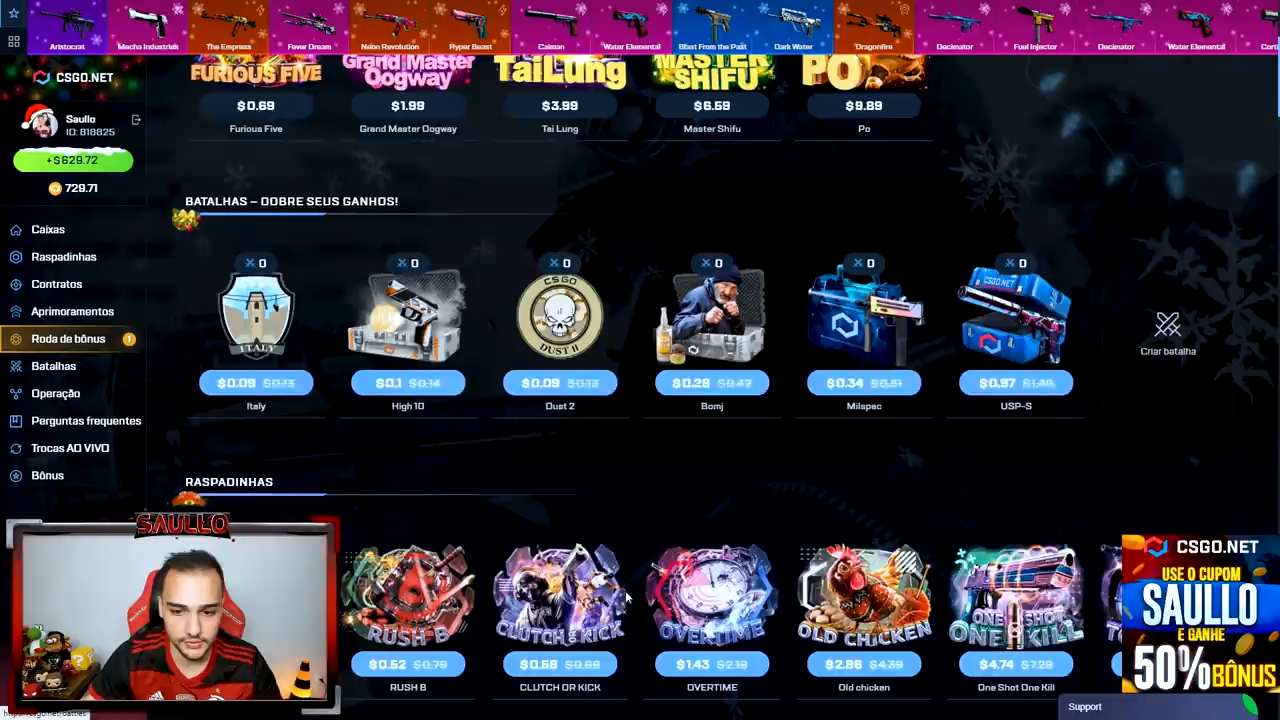 Aristocrat
Mecha Industries
The Empress
Fever Dream
Neon Revolution
Hyper Beast
Caiman
Water Elemental
Blast From the Past
Dark Water
Dragonfire
Decimator
Fuel Injector
Decimator
Water Elemental
CSGO.NET
Saullo
ID: 818825
+$629.72
729.71
Caixas
Raspadinhas
Contratos
Aprimoramentos
Roda de bônus 1
Batalhas
Operação
Perguntas frequentes
Trocas AO VIVO
Bônus
FURIOUS FIVE
Grand Master Oogway
TaiLung
MASTER SHIFU
PO
$0.69
$1.99
$3.99
$6.59
$9.89
Furious Five
Grand Master Oogway
Tai Lung
Master Shifu
Po
BATALHAS – DOBRE SEUS GANHOS!
0
0
0
0
0
0
ITALY
CSGO
DUST II
CSGO.NET
$0.09 $0.13
$0.1 $0.14
$0.09 $0.13
$0.28 $0.47
$0.34 $0.51
$0.97
Italy
High 10
Dust 2
Bomj
Milspec
USP-S
Criar batalha
RASPADINHAS
RUSH B
CLUTCH OR KICK
OVERTIME
OLD CHICKEN
ONE SHOT
ONE KILL
$0.52 $0.79
$0.58 $0.89
$1.43 $2.19
$2.86 $4.39
$4.74 $7.29
RUSH B
CLUTCH OR KICK
OVERTIME
Old chicken
One Shot One Kill
SAULLO
CSGO.NET
USE O CUPOM
SAULLO
E GANHE
50% BÔNUS
Support